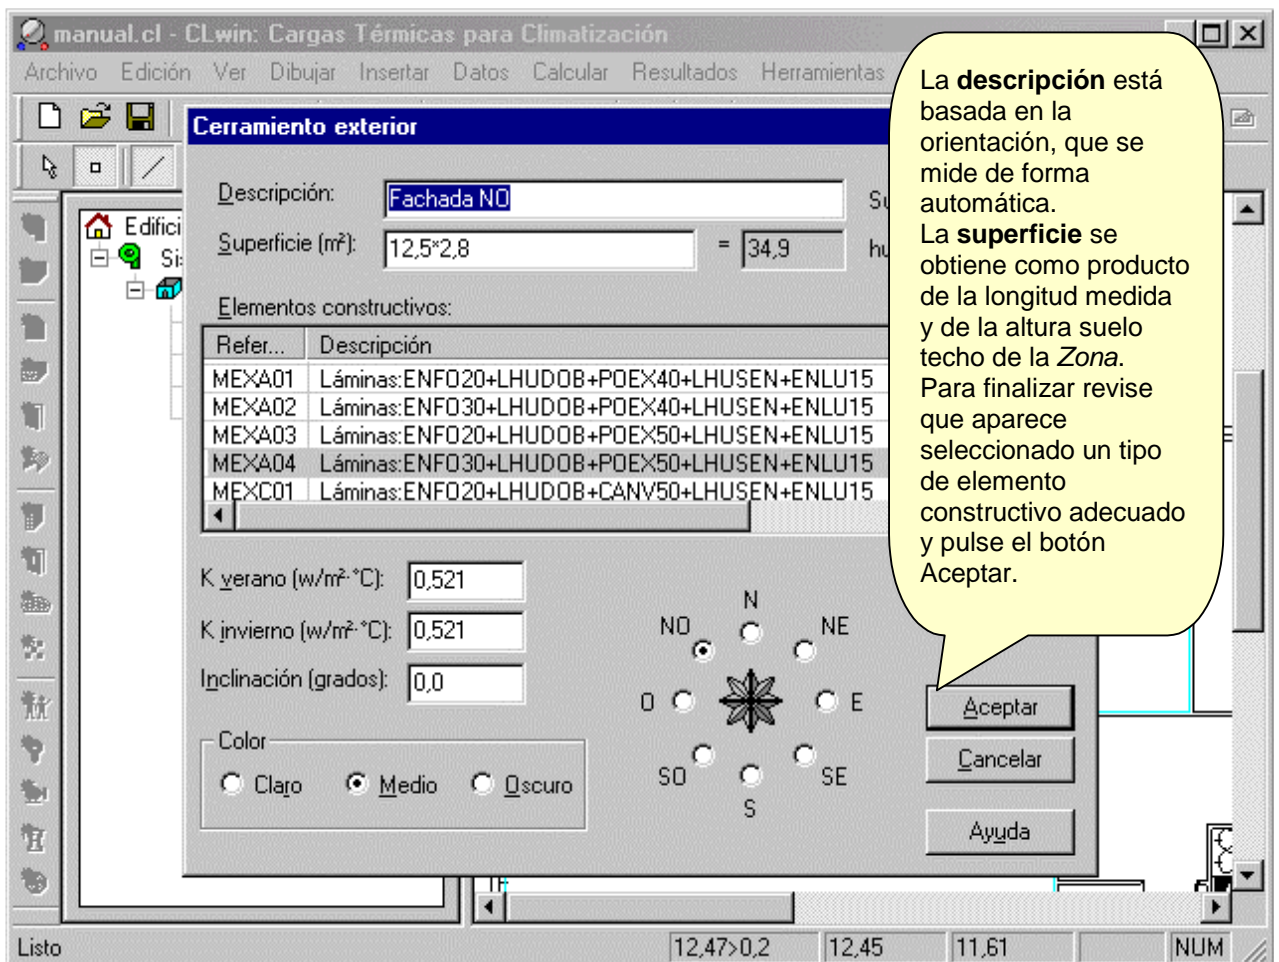 manual.cl - CLwin: Cargas Térmicas para Climatización
Archivo Edición Ver Dibujar Insertar Datos Calcular Resultados Herramientas
Cerramiento exterior
Descripción: Fachada NO
Superficie (m²): 12,5*2,8 = 34,9
Edifici
Elementos constructivos:
Refer... Descripción
MEXA01 Láminas:ENFO20+LHUDOB+POEX40+LHUSEN+ENLU15
MEXA02 Láminas:ENFO30+LHUDOB+POEX40+LHUSEN+ENLU15
MEXA03 Láminas:ENFO20+LHUDOB+POEX50+LHUSEN+ENLU15
MEXA04 Láminas:ENFO30+LHUDOB+POEX50+LHUSEN+ENLU15
MEXC01 Láminas:ENFO20+LHUDOB+CANV50+LHUSEN+ENLU15
K verano (w/m²·°C): 0,521
K invierno (w/m²·°C): 0,521
Inclinación (grados): 0,0
Color
Claro Medio Oscuro
N
NO NE
O E
SO SE
S
Aceptar
Cancelar
Ayuda
La descripción está
basada en la
orientación, que se
mide de forma
automática.
La superficie se
obtiene como producto
de la longitud medida
y de la altura suelo
techo de la Zona.
Para finalizar revise
que aparece
seleccionado un tipo
de elemento
constructivo adecuado
y pulse el botón
Aceptar.
Listo 12,47>0,2 12,45 11,61 NUM